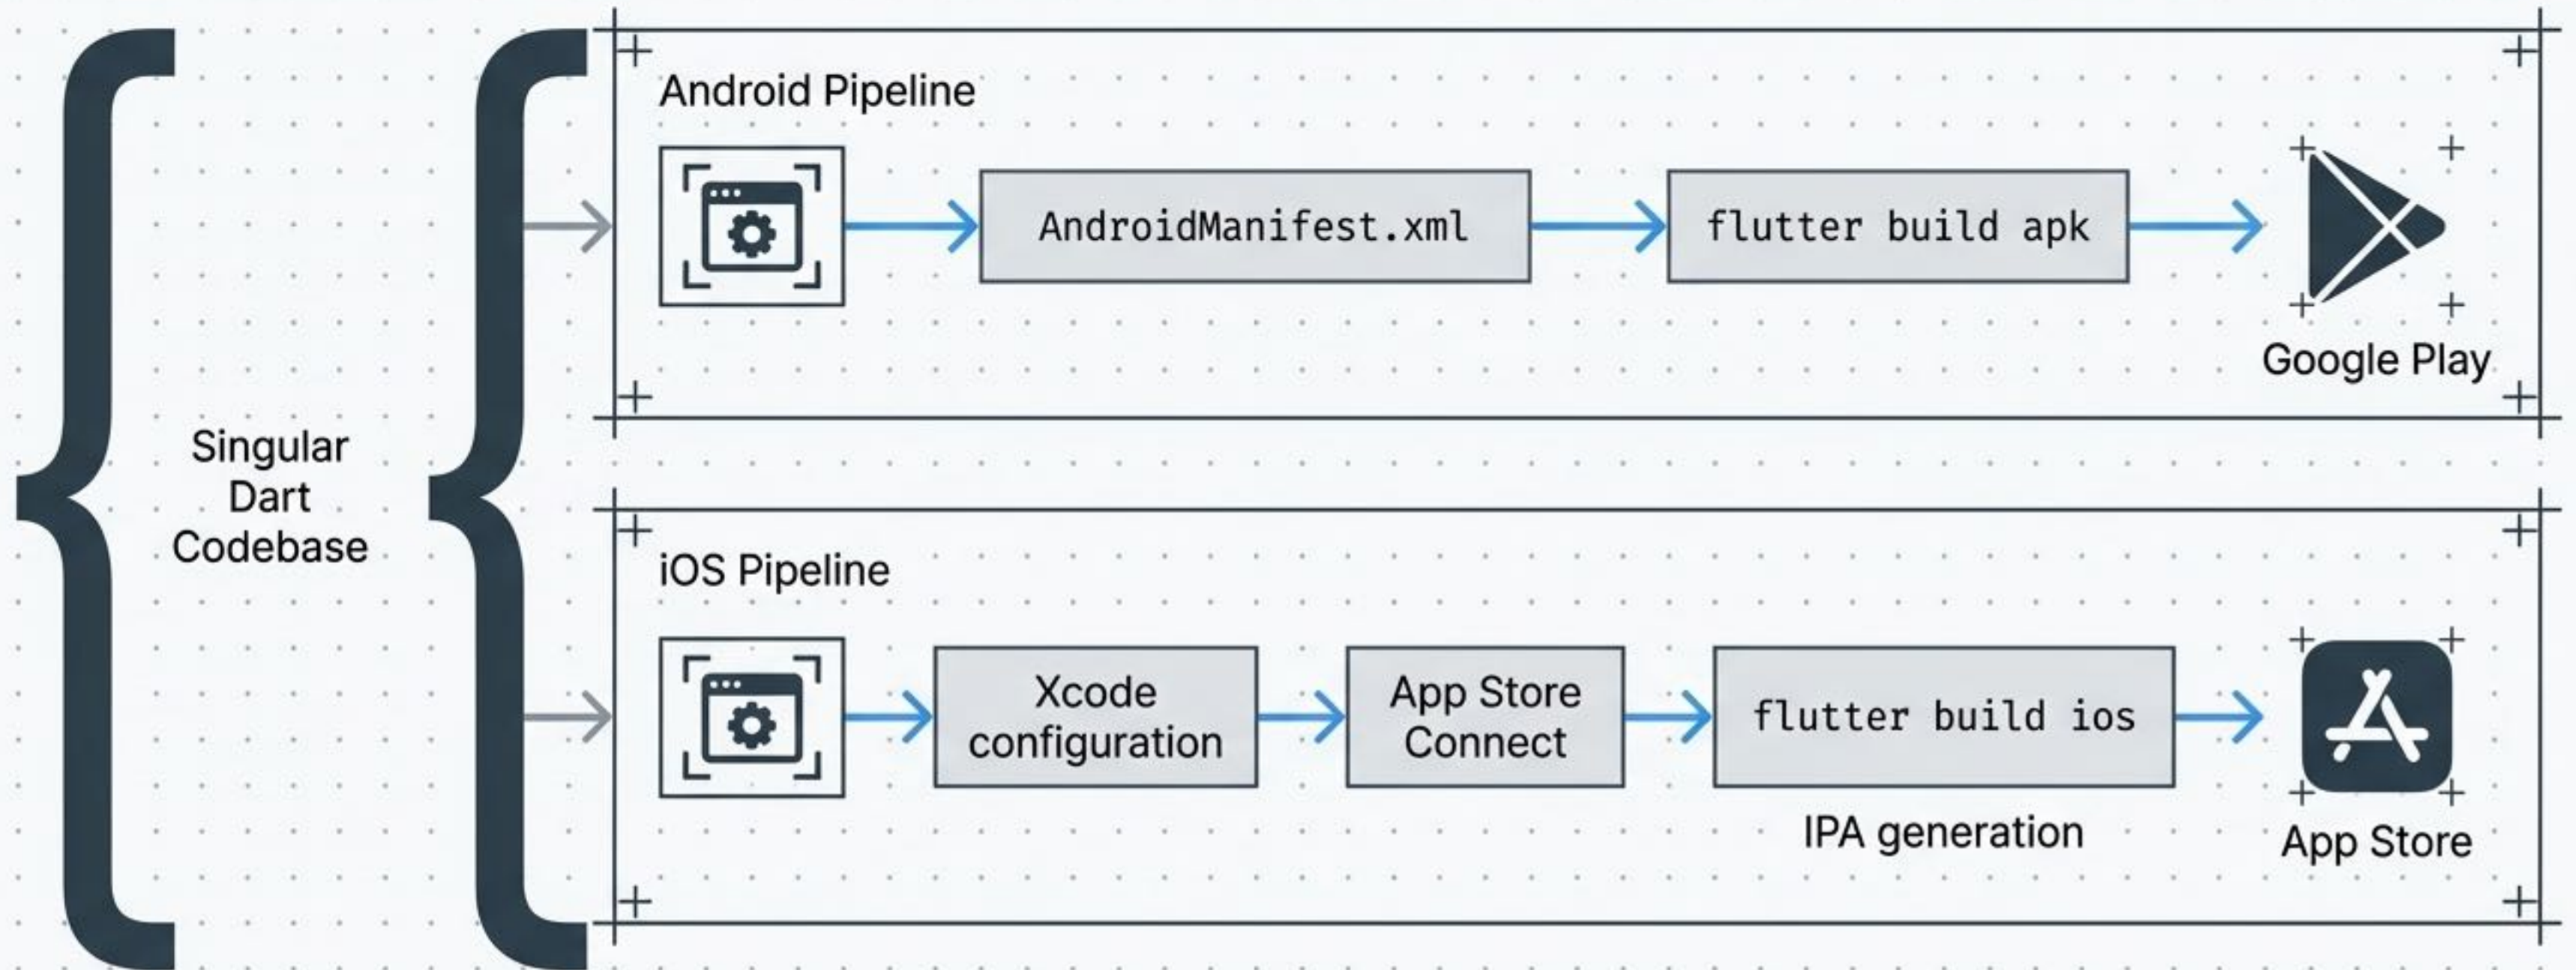 Singular
Dart
Codebase
Android Pipeline
AndroidManifest.xml
flutter build apk
Google Play
iOS Pipeline
Xcode
configuration
App Store
Connect
flutter build ios
IPA generation
App Store